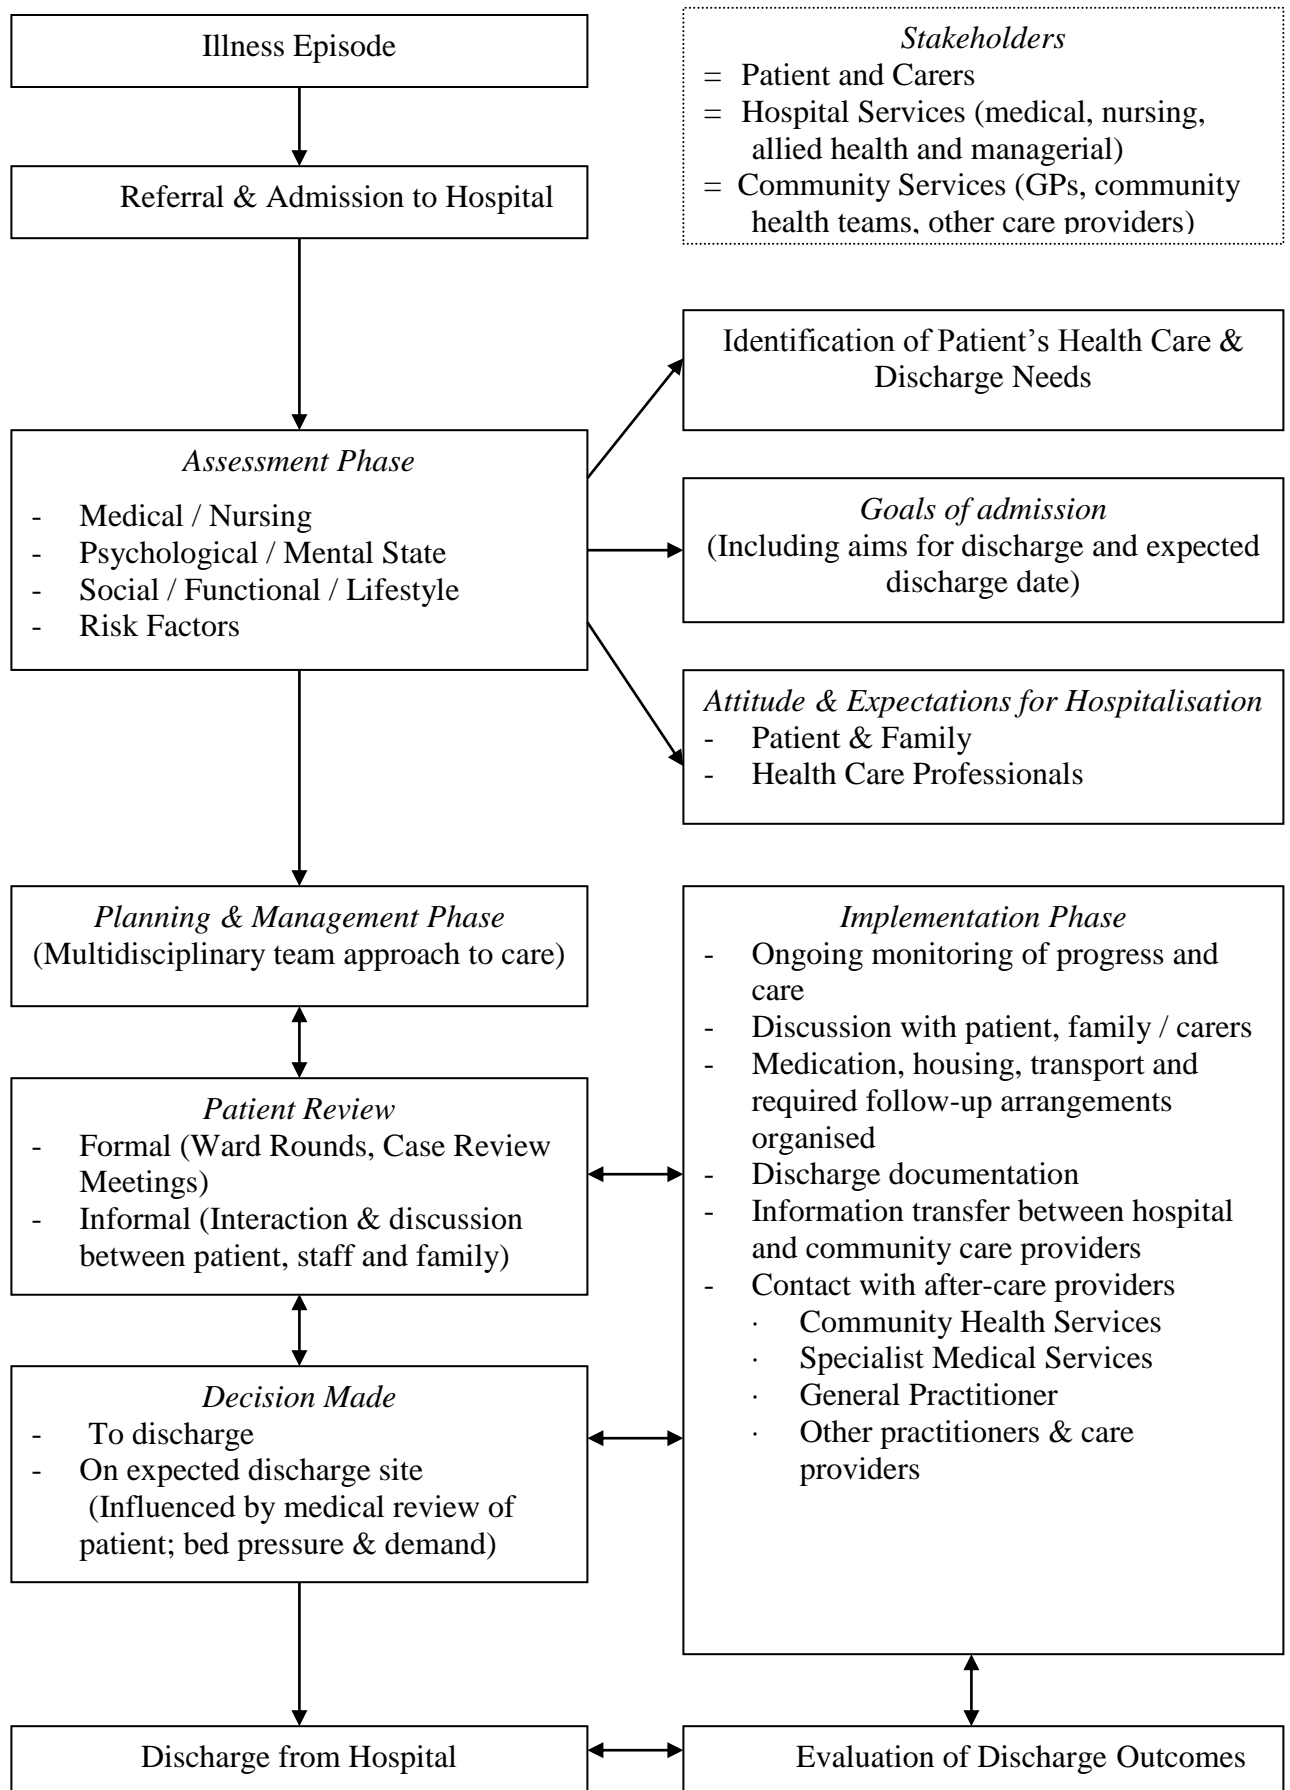 Illness Episode
Stakeholders
= Patient and Carers
= Hospital Services (medical, nursing,
allied health and managerial)
= Community Services (GPs, community
health teams, other care providers)
Referral & Admission to Hospital
Identification of Patient’s Health Care &
Discharge Needs
Assessment Phase
- Medical / Nursing
- Psychological / Mental State
- Social / Functional / Lifestyle
- Risk Factors
Goals of admission
(Including aims for discharge and expected
discharge date)
Attitude & Expectations for Hospitalisation
- Patient & Family
- Health Care Professionals
Planning & Management Phase
(Multidisciplinary team approach to care)
Patient Review
- Formal (Ward Rounds, Case Review
Meetings)
- Informal (Interaction & discussion
between patient, staff and family)
Decision Made
- To discharge
- On expected discharge site
(Influenced by medical review of
patient; bed pressure & demand)
Implementation Phase
- Ongoing monitoring of progress and
care
- Discussion with patient, family / carers
- Medication, housing, transport and
required follow-up arrangements
organised
- Discharge documentation
- Information transfer between hospital
and community care providers
- Contact with after-care providers
· Community Health Services
· Specialist Medical Services
· General Practitioner
· Other practitioners & care
providers
Discharge from Hospital
Evaluation of Discharge Outcomes